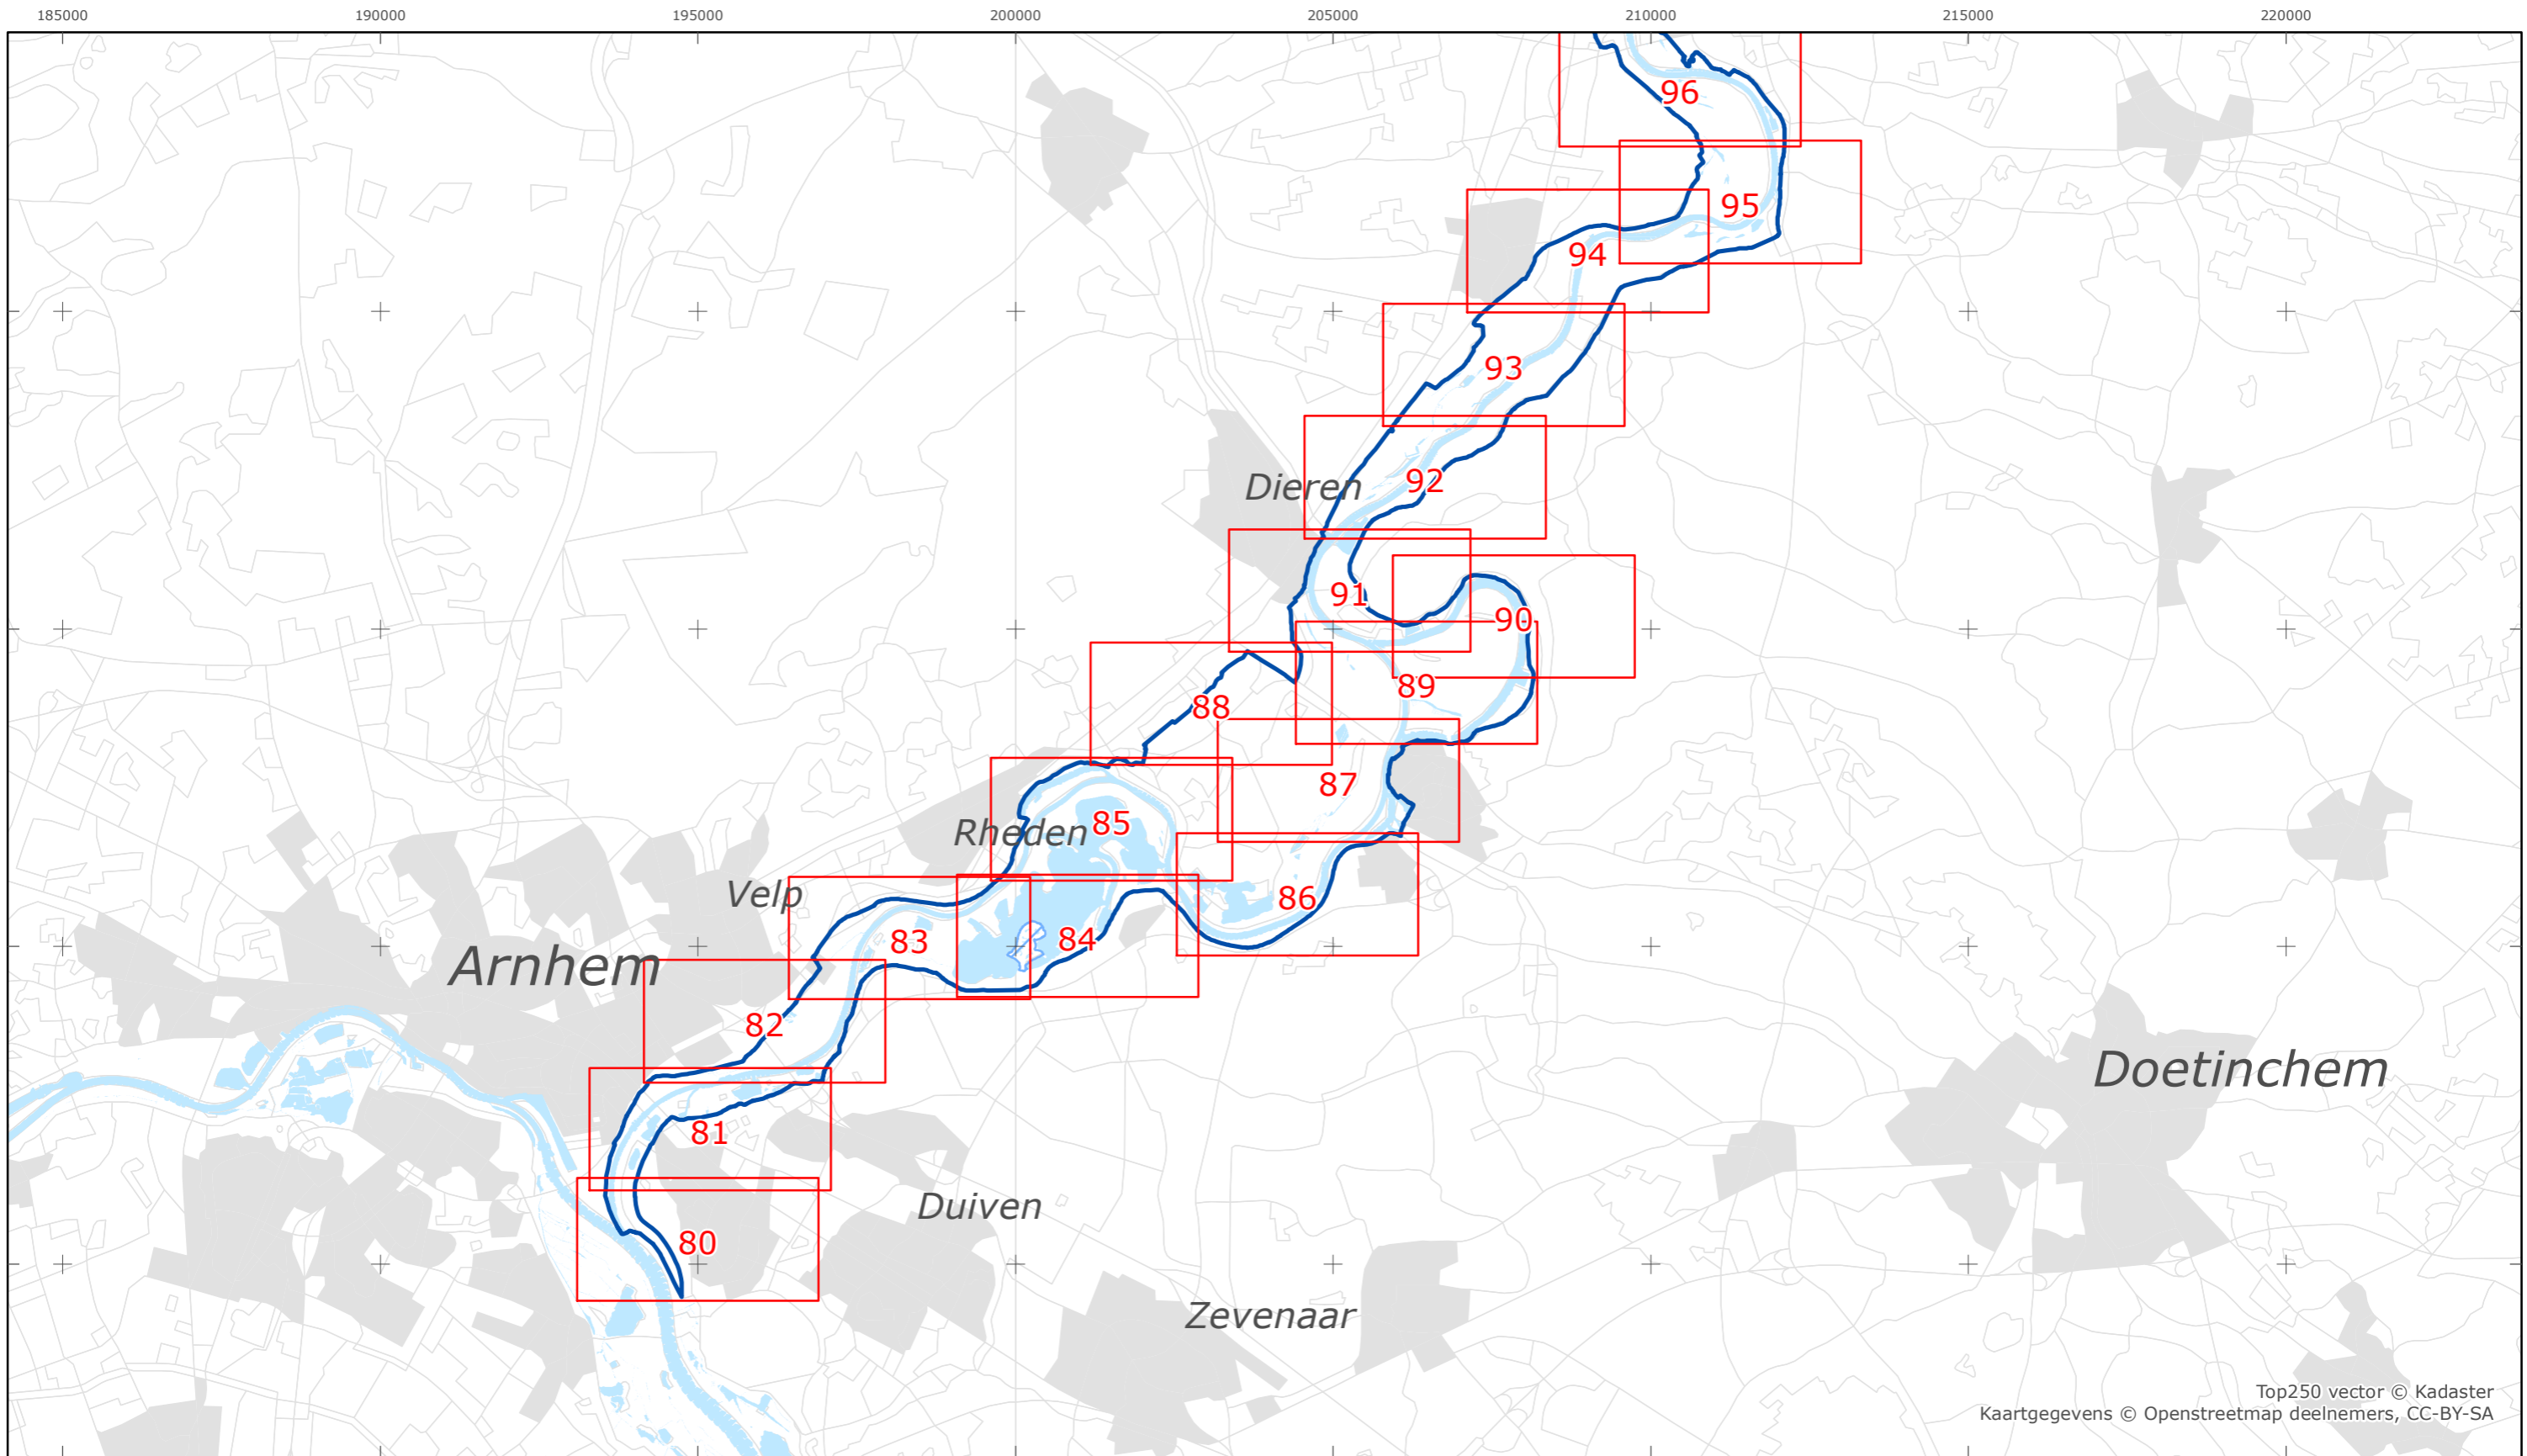 185000 190000 195000 200000 205000 210000 215000 220000
96
95
94
93
Dieren
92
91
90
89
88
87
85
Rheden
Velp
86
83
84
Arnhem
82
Doetinchem
81
Duiven
80
Zevenaar
Top250 vector © Kadaster
Kaartgegevens © Openstreetmap deelnemers, CC-BY-SA